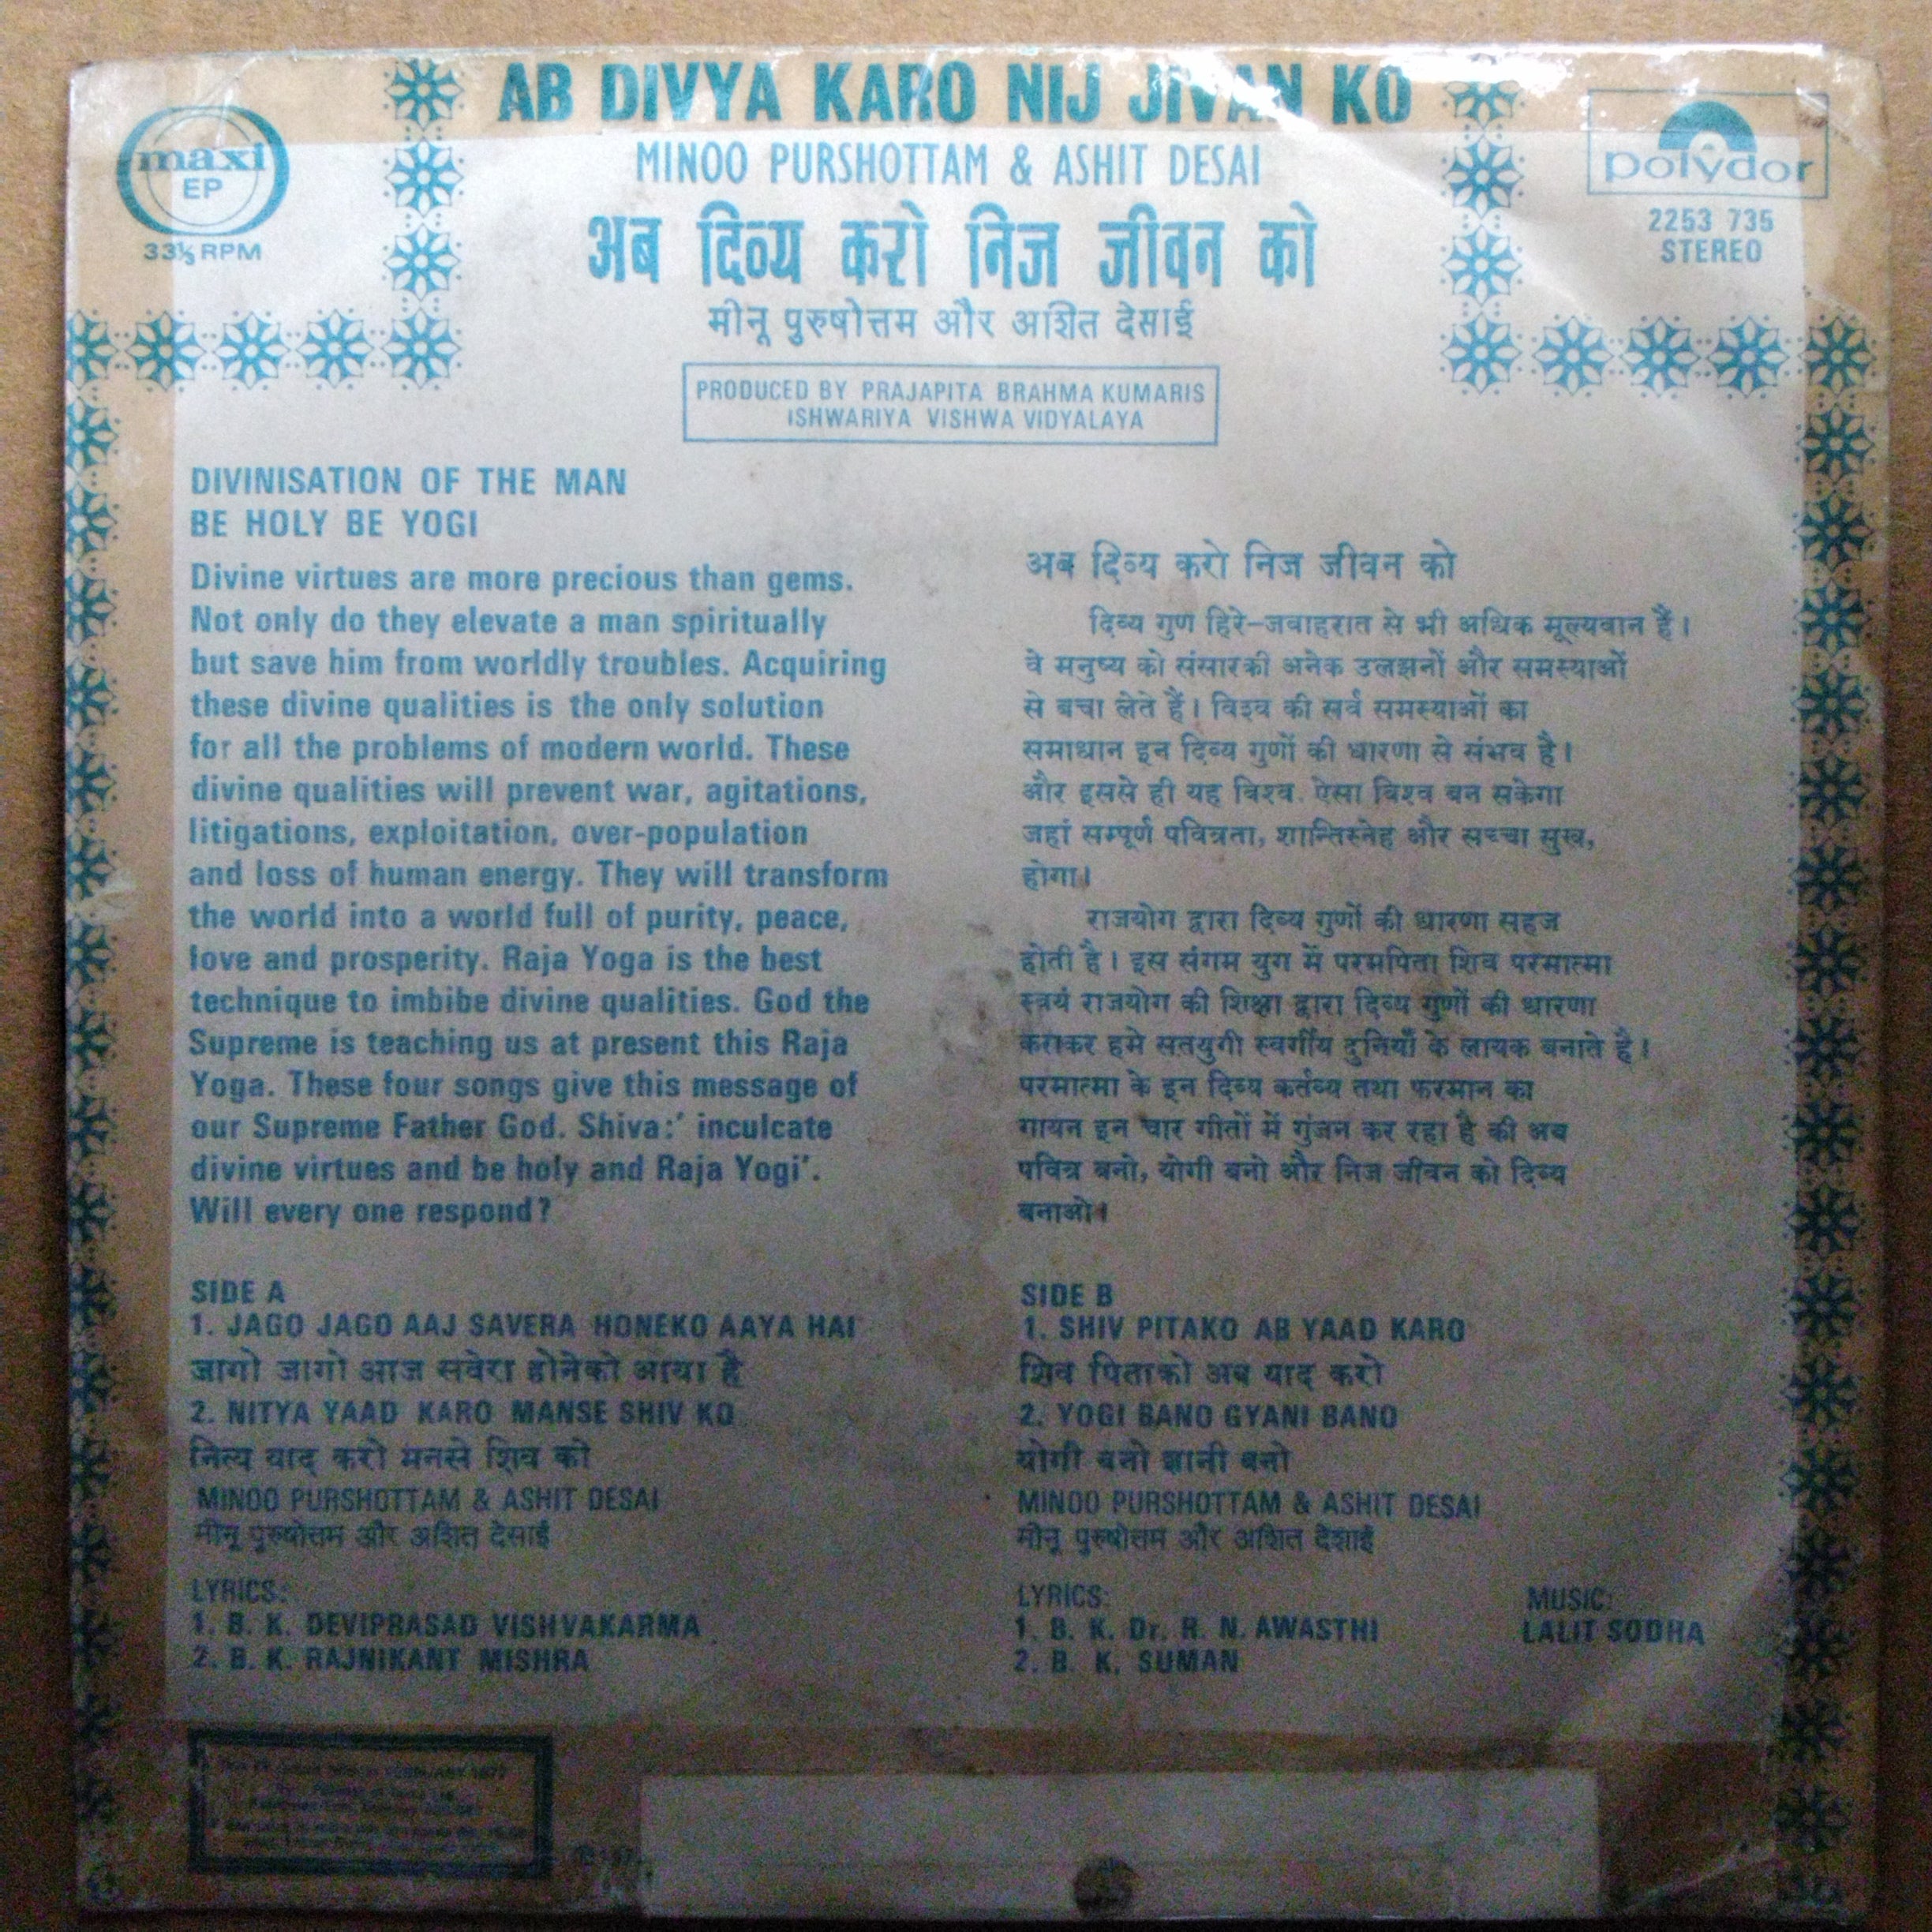 AB DIVYA KARO NIJ JIVAN KO
maxi
EP
33⅓ RPM
MINOO PURSHOTTAM & ASHIT DESAI
polydor
2253 735
STEREO
अब दिव्य करो निज जीवन को
मीनू पुरुषोत्तम और अशित देसाई
PRODUCED BY PRAJAPITA BRAHMA KUMARIS
ISHWARIYA VISHWA VIDYALAYA
DIVINISATION OF THE MAN
BE HOLY BE YOGI
Divine virtues are more precious than gems.
Not only do they elevate a man spiritually
but save him from worldly troubles. Acquiring
these divine qualities is the only solution
for all the problems of modern world. These
divine qualities will prevent war, agitations,
litigations, exploitation, over-population
and loss of human energy. They will transform
the world into a world full of purity, peace,
love and prosperity. Raja Yoga is the best
technique to imbibe divine qualities. God the
Supreme is teaching us at present this Raja
Yoga. These four songs give this message of
our Supreme Father God. Shiva:’ inculcate
divine virtues and be holy and Raja Yogi’.
Will every one respond?
अब दिव्य करो निज जीवन को
दिव्य गुण हिरे-जवाहरात से भी अधिक मूल्यवान हैं।
वे मनुष्य को संसारकी अनेक उलझनों और समस्याओं
से बचा लेते हैं। विश्व की सर्व समस्याओं का
समाधान इन दिव्य गुणों की धारणा से संभव है।
और इससे ही यह विश्व. ऐसा विश्व बन सकेगा
जहां सम्पूर्ण पवित्रता, शान्तिस्नेह और सच्चा सुख,
होगा।
राजयोग द्वारा दिव्य गुणों की धारणा सहज
होती है। इस संगम युग में परमपिता शिव परमात्मा
स्वयं राजयोग की शिक्षा द्वारा दिव्य गुणों की धारणा
कराकर हमे सतयुगी स्वर्गीय दुनियाँ के लायक बनाते है।
परमात्मा के इन दिव्य कर्तव्य तथा फरमान का
गायन इन चार गीतों में गुंजन कर रहा है की अब
पवित्र बनो, योगी बनो और निज जीवन को दिव्य
बनाओ।
SIDE A
1. JAGO JAGO AAJ SAVERA HONEKO AAYA HAI
जागो जागो आज सवेरा होनेको आया है
2. NITYA YAAD KARO MANSE SHIV KO
नित्य याद् करो मनसे शिव को
MINOO PURSHOTTAM & ASHIT DESAI
मीनू पुरुषोत्तम और अशित देसाई
LYRICS:
1. B. K. DEVIPRASAD VISHVAKARMA
2. B. K. RAJNIKANT MISHRA
SIDE B
1. SHIV PITAKO AB YAAD KARO
शिव पिताको अब याद् करो
2. YOGI BANO GYANI BANO
योगी बनो ज्ञानी बनो
MINOO PURSHOTTAM & ASHIT DESAI
मीनू पुरुषोत्तम और अशित देशाई
LYRICS:
1. B. K. Dr. R. N. AWASTHI
2. B. K. SUMAN
MUSIC:
LALIT SODHA
FEBRUARY 1977